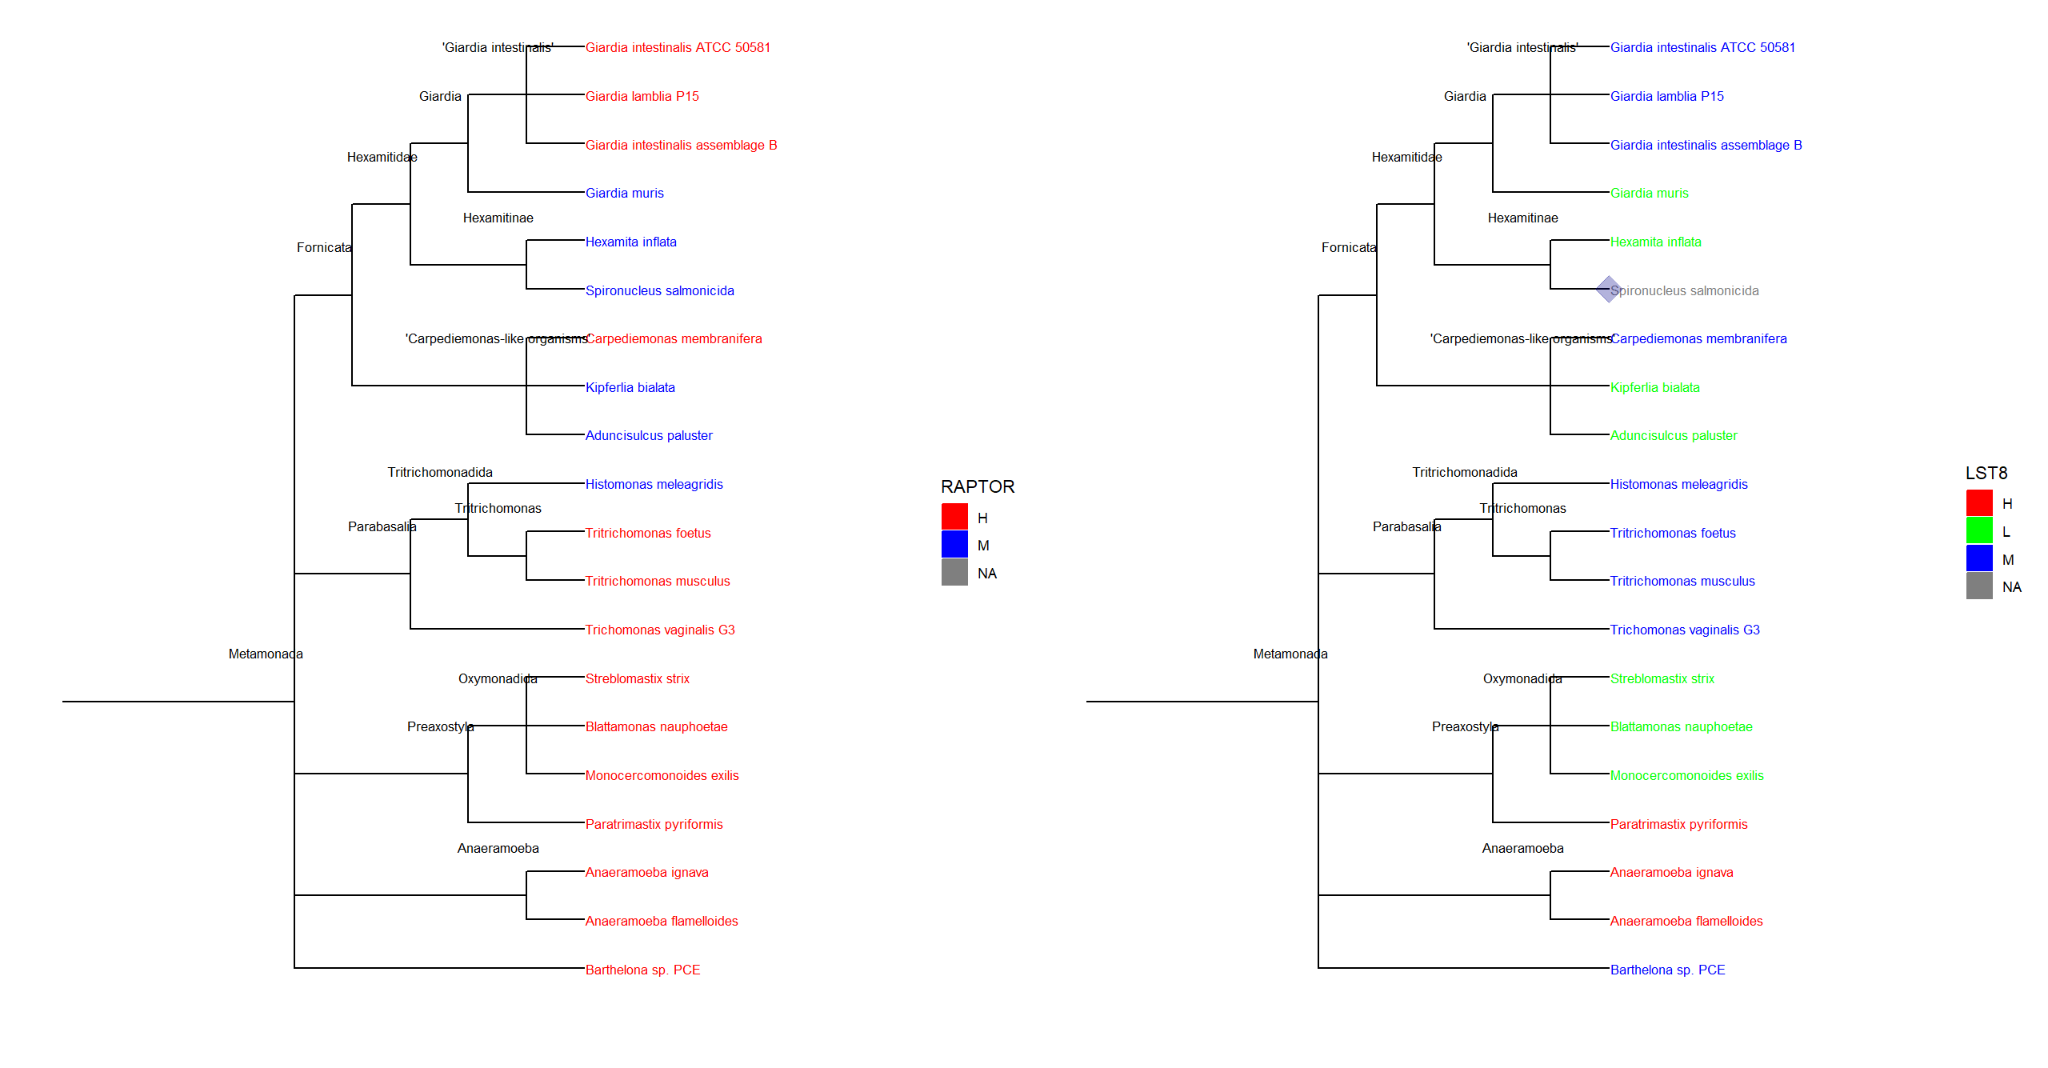 'Giardia intestinalis'
Giardia intestinalis ATCC 50581
Giardia
Giardia lamblia P15
Giardia intestinalis assemblage B
Hexamitidae
Giardia muris
Hexamitinae
Hexamita inflata
Fornicata
Spironucleus salmonicida
'Carpediemonas-like organisms'
Carpediemonas membranifera
Kipferlia bialata
Aduncisulcus paluster
Tritrichomonadida
Histomonas meleagridis
Tritrichomonas
Parabasalia
Tritrichomonas foetus
Tritrichomonas musculus
Trichomonas vaginalis G3
Metamonada
Oxymonadida
Streblomastix strix
Preaxostyla
Blattamonas nauphoetae
Monocercomonoides exilis
Paratrimastix pyriformis
Anaeramoeba
Anaeramoeba ignava
Anaeramoeba flamelloides
Barthelona sp. PCE
RAPTOR
H
M
NA
'Giardia intestinalis'
Giardia intestinalis ATCC 50581
Giardia
Giardia lamblia P15
Giardia intestinalis assemblage B
Hexamitidae
Giardia muris
Hexamitinae
Hexamita inflata
Fornicata
Spironucleus salmonicida
'Carpediemonas-like organisms'
Carpediemonas membranifera
Kipferlia bialata
Aduncisulcus paluster
Tritrichomonadida
Histomonas meleagridis
Tritrichomonas
Parabasalia
Tritrichomonas foetus
Tritrichomonas musculus
Trichomonas vaginalis G3
Metamonada
Oxymonadida
Streblomastix strix
Preaxostyla
Blattamonas nauphoetae
Monocercomonoides exilis
Paratrimastix pyriformis
Anaeramoeba
Anaeramoeba ignava
Anaeramoeba flamelloides
Barthelona sp. PCE
LST8
H
L
M
NA